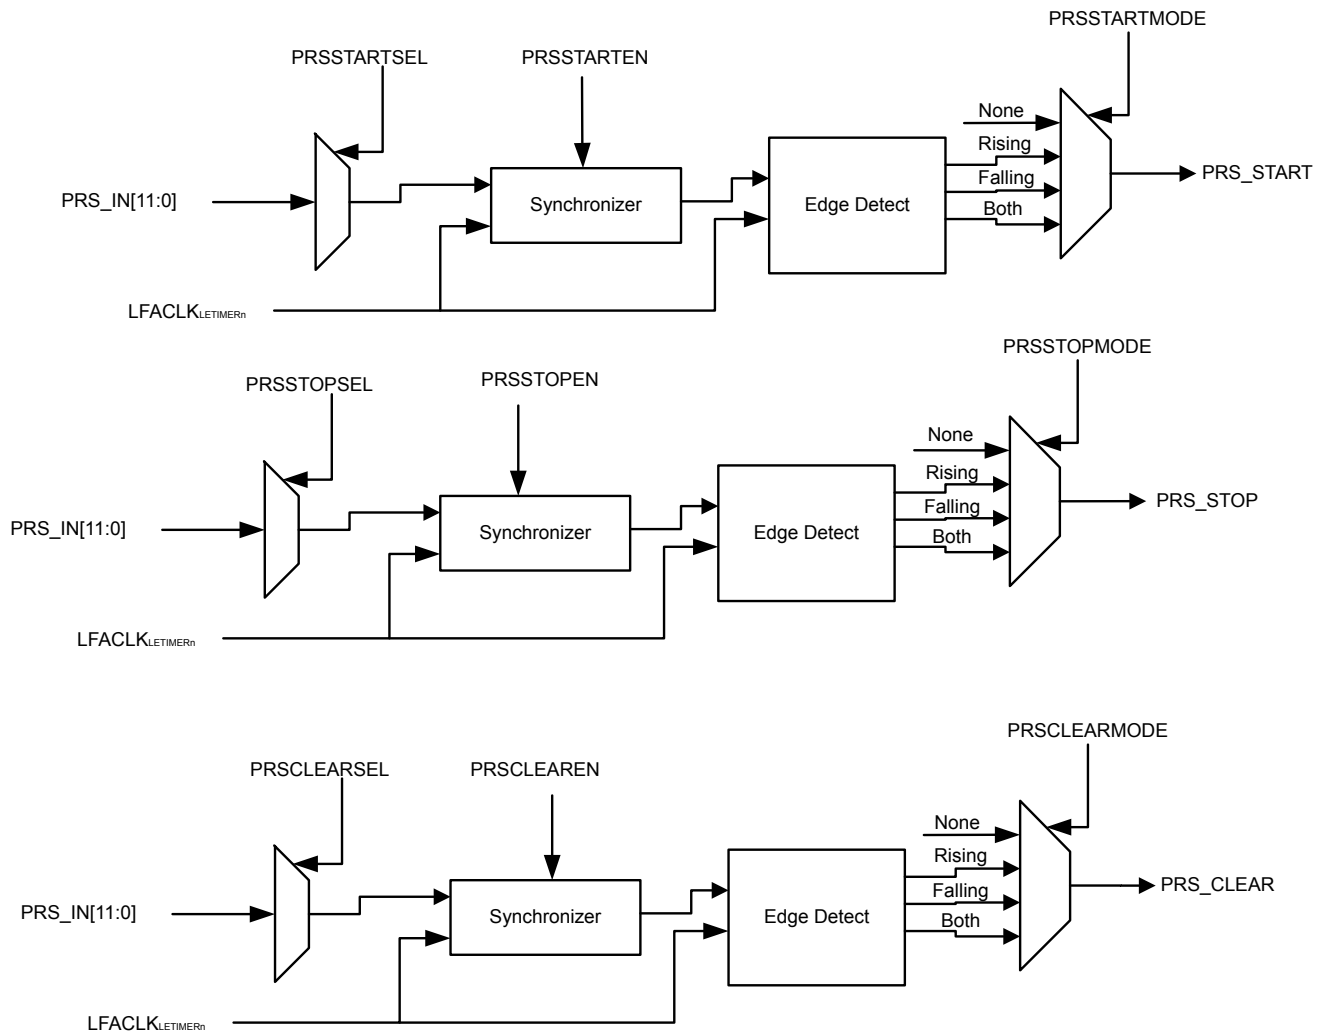 PRSSTARTMODE
PRSSTARTSEL
PRSSTARTEN
None
Rising
Falling
Both
PRS_IN[11:0]
Synchronizer
Edge Detect
PRS_START
LFACLKLETIMERn
PRSSTOPMODE
PRSSTOPSEL
PRSSTOPEN
None
Rising
Falling
Both
PRS_IN[11:0]
Synchronizer
Edge Detect
PRS_STOP
LFACLKLETIMERn
PRSCLEARMODE
PRSCLEARSEL
PRSCLEAREN
None
Rising
Falling
Both
PRS_IN[11:0]
Synchronizer
Edge Detect
PRS_CLEAR
LFACLKLETIMERn